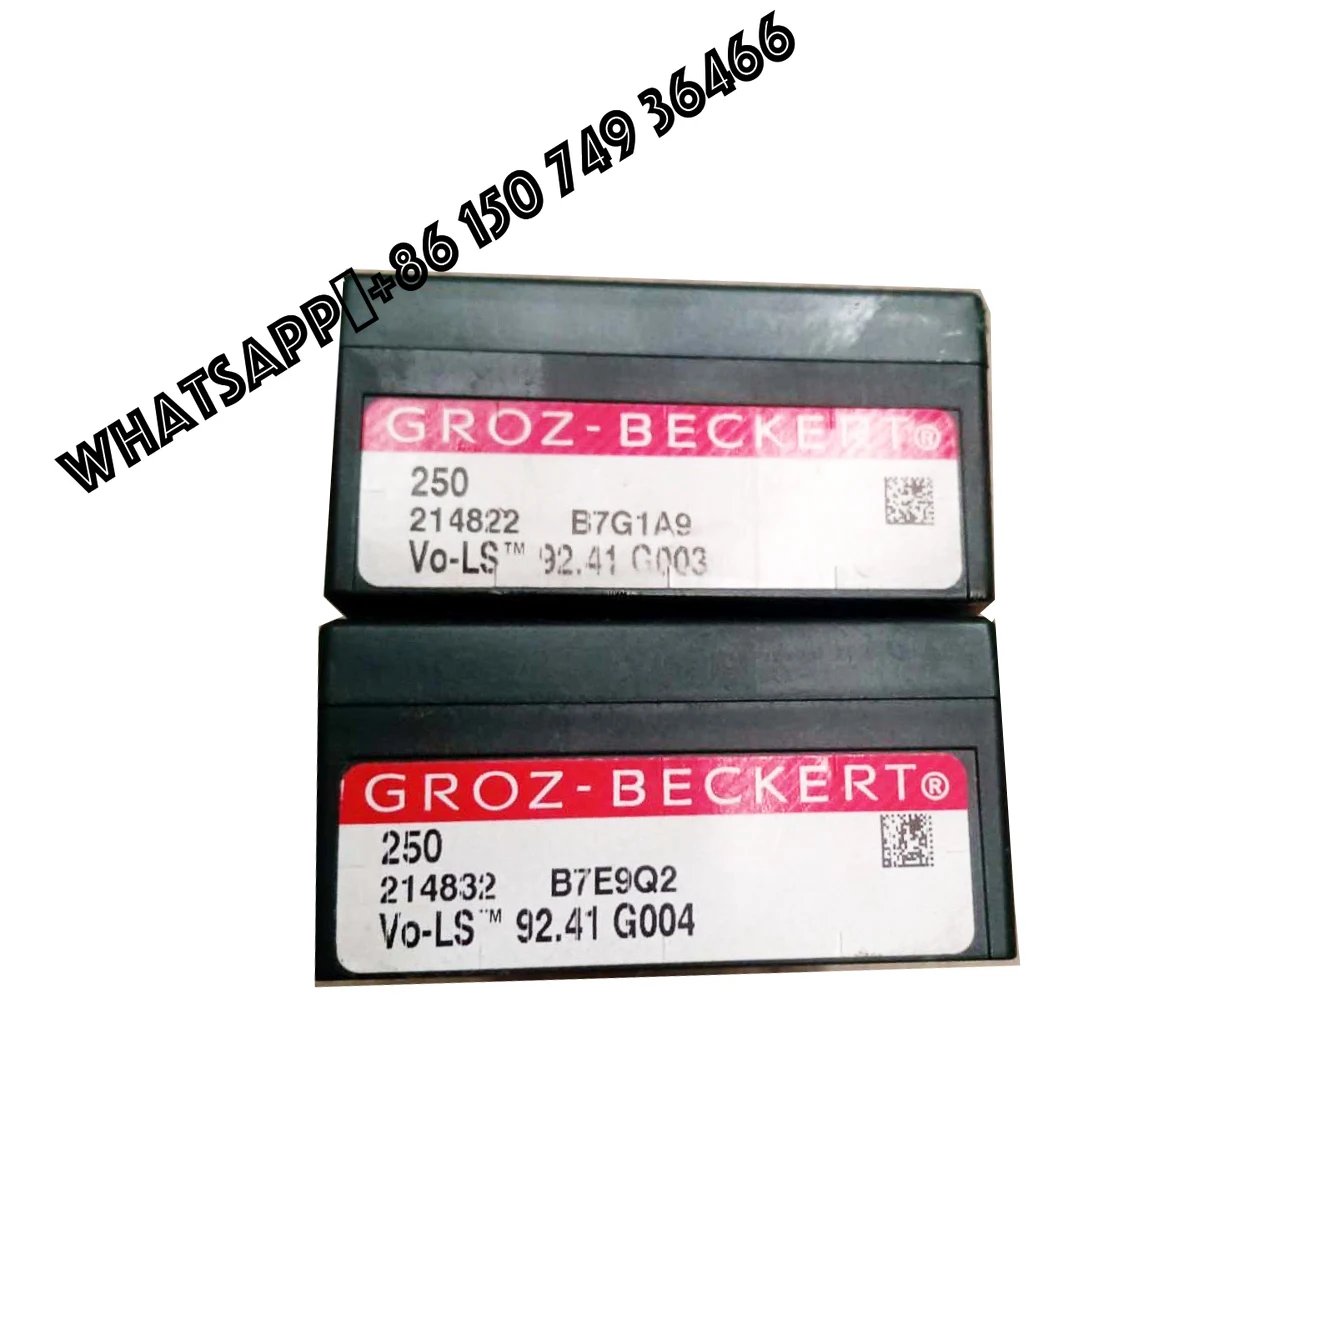 WHATSAPP▯+86 150 749 36466
GROZ-BECKERT®
250
214822 B7G1A9
Vo-LS™ 92.41 G003
GROZ-BECKERT®
250
214832 B7E9Q2
Vo-LS™ 92.41 G004